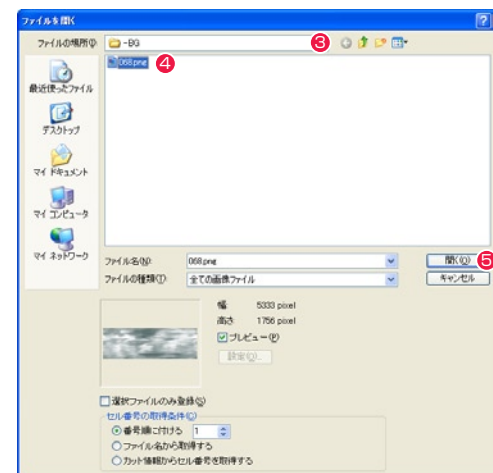 ファイルを開く
ファイルの場所(I): -BG ③
068.png ④
最近使ったファイル
デスクトップ
マイ ドキュメント
マイ コンピュータ
マイ ネットワーク
ファイル名(N): 068.png 開く(O) ⑤
ファイルの種類(T): 全ての画像ファイル キャンセル
幅 5333 pixel
高さ 1756 pixel
プレビュー(P)
設定(O)...
選択ファイルのみ登録(S)
セル番号の取得条件(C)
番号順に付ける 1
ファイル名から取得する
カット情報からセル番号を取得する